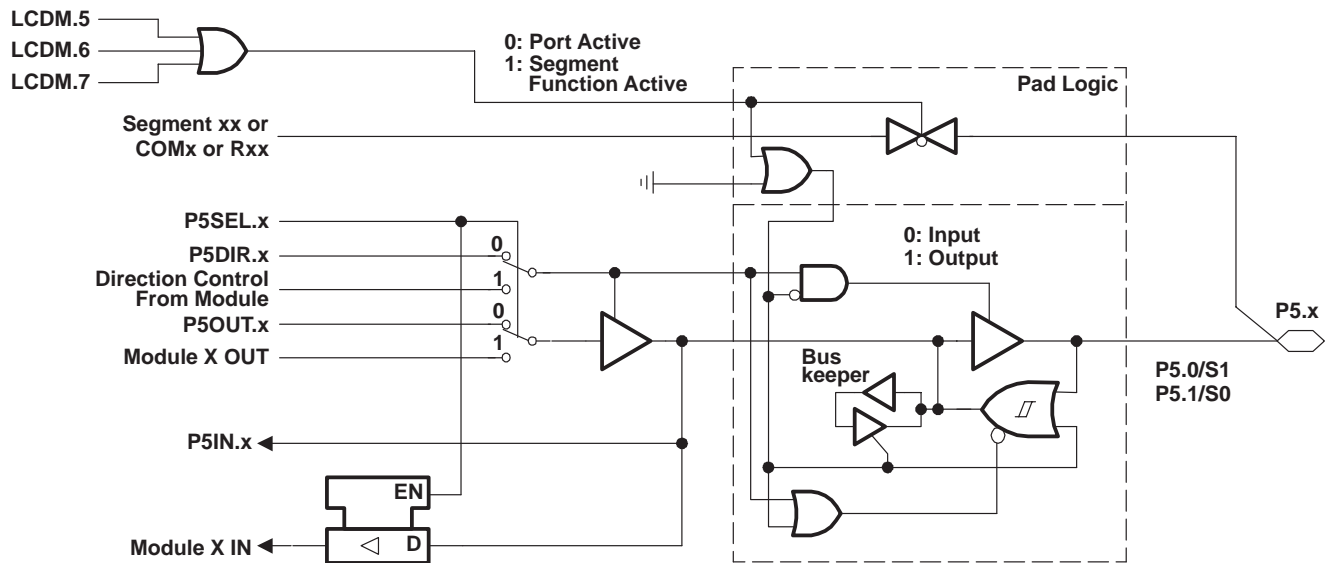 LCDM.5
LCDM.6
LCDM.7
0: Port Active
1: Segment
Function Active
Pad Logic
Segment xx or
COMx or Rxx
P5SEL.x
P5DIR.x
0
Direction Control
From Module
1
P5OUT.x
0
Module X OUT
1
0: Input
1: Output
Bus
keeper
P5.x
P5.0/S1
P5.1/S0
P5IN.x
EN
D
Module X IN